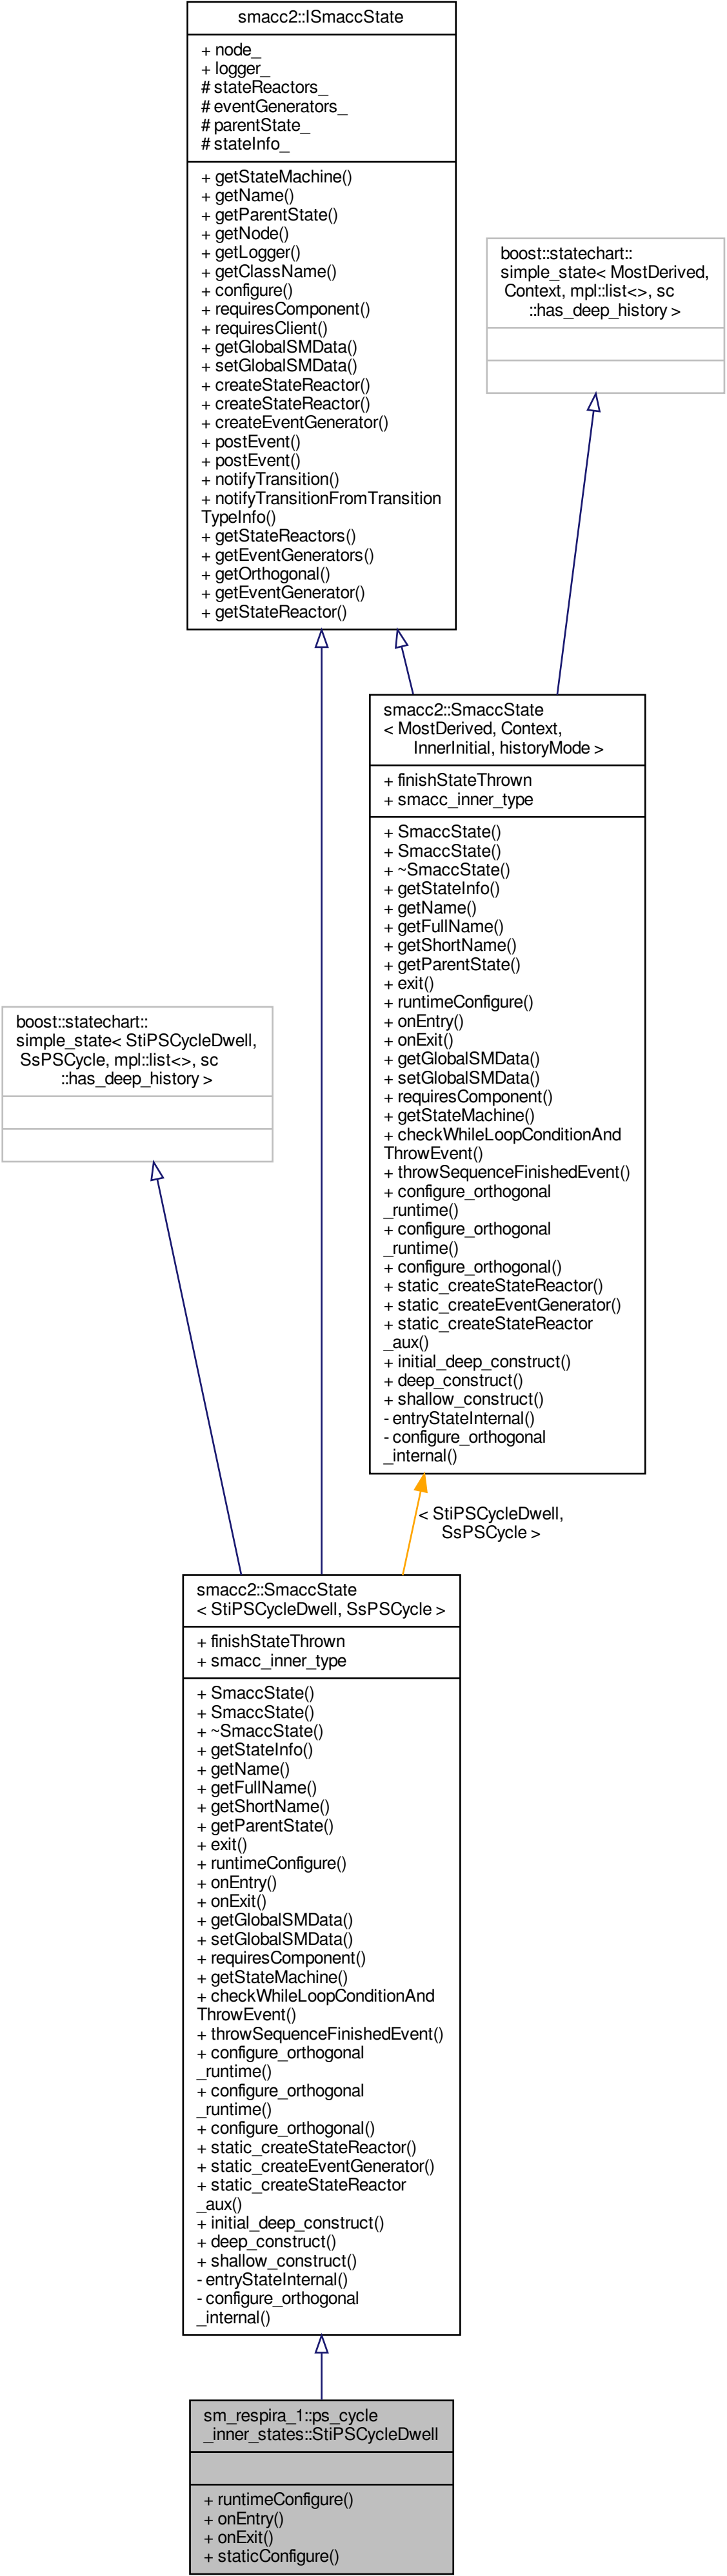 smacc2::ISmaccState
+ node_
+ logger_
# stateReactors_
# eventGenerators_
# parentState_
# stateInfo_
+ getStateMachine()
+ getName()
+ getParentState()
+ getNode()
+ getLogger()
+ getClassName()
+ configure()
+ requiresComponent()
+ requiresClient()
+ getGlobalSMData()
+ setGlobalSMData()
+ createStateReactor()
+ createStateReactor()
+ createEventGenerator()
+ postEvent()
+ postEvent()
+ notifyTransition()
+ notifyTransitionFromTransition
TypeInfo()
+ getStateReactors()
+ getEventGenerators()
+ getOrthogonal()
+ getEventGenerator()
+ getStateReactor()
boost::statechart::
simple_state< MostDerived,
Context, mpl::list<>, sc
::has_deep_history >
smacc2::SmaccState
< MostDerived, Context,
InnerInitial, historyMode >
+ finishStateThrown
+ smacc_inner_type
+ SmaccState()
+ SmaccState()
+ ~SmaccState()
+ getStateInfo()
+ getName()
+ getFullName()
+ getShortName()
+ getParentState()
+ exit()
+ runtimeConfigure()
+ onEntry()
+ onExit()
+ getGlobalSMData()
+ setGlobalSMData()
+ requiresComponent()
+ getStateMachine()
+ checkWhileLoopConditionAnd
ThrowEvent()
+ throwSequenceFinishedEvent()
+ configure_orthogonal
_runtime()
+ configure_orthogonal
_runtime()
+ configure_orthogonal()
+ static_createStateReactor()
+ static_createEventGenerator()
+ static_createStateReactor
_aux()
+ initial_deep_construct()
+ deep_construct()
+ shallow_construct()
- entryStateInternal()
- configure_orthogonal
_internal()
boost::statechart::
simple_state< StiPSCycleDwell,
SsPSCycle, mpl::list<>, sc
::has_deep_history >
< StiPSCycleDwell,
SsPSCycle >
smacc2::SmaccState
< StiPSCycleDwell, SsPSCycle >
+ finishStateThrown
+ smacc_inner_type
+ SmaccState()
+ SmaccState()
+ ~SmaccState()
+ getStateInfo()
+ getName()
+ getFullName()
+ getShortName()
+ getParentState()
+ exit()
+ runtimeConfigure()
+ onEntry()
+ onExit()
+ getGlobalSMData()
+ setGlobalSMData()
+ requiresComponent()
+ getStateMachine()
+ checkWhileLoopConditionAnd
ThrowEvent()
+ throwSequenceFinishedEvent()
+ configure_orthogonal
_runtime()
+ configure_orthogonal
_runtime()
+ configure_orthogonal()
+ static_createStateReactor()
+ static_createEventGenerator()
+ static_createStateReactor
_aux()
+ initial_deep_construct()
+ deep_construct()
+ shallow_construct()
- entryStateInternal()
- configure_orthogonal
_internal()
sm_respira_1::ps_cycle
_inner_states::StiPSCycleDwell
+ runtimeConfigure()
+ onEntry()
+ onExit()
+ staticConfigure()